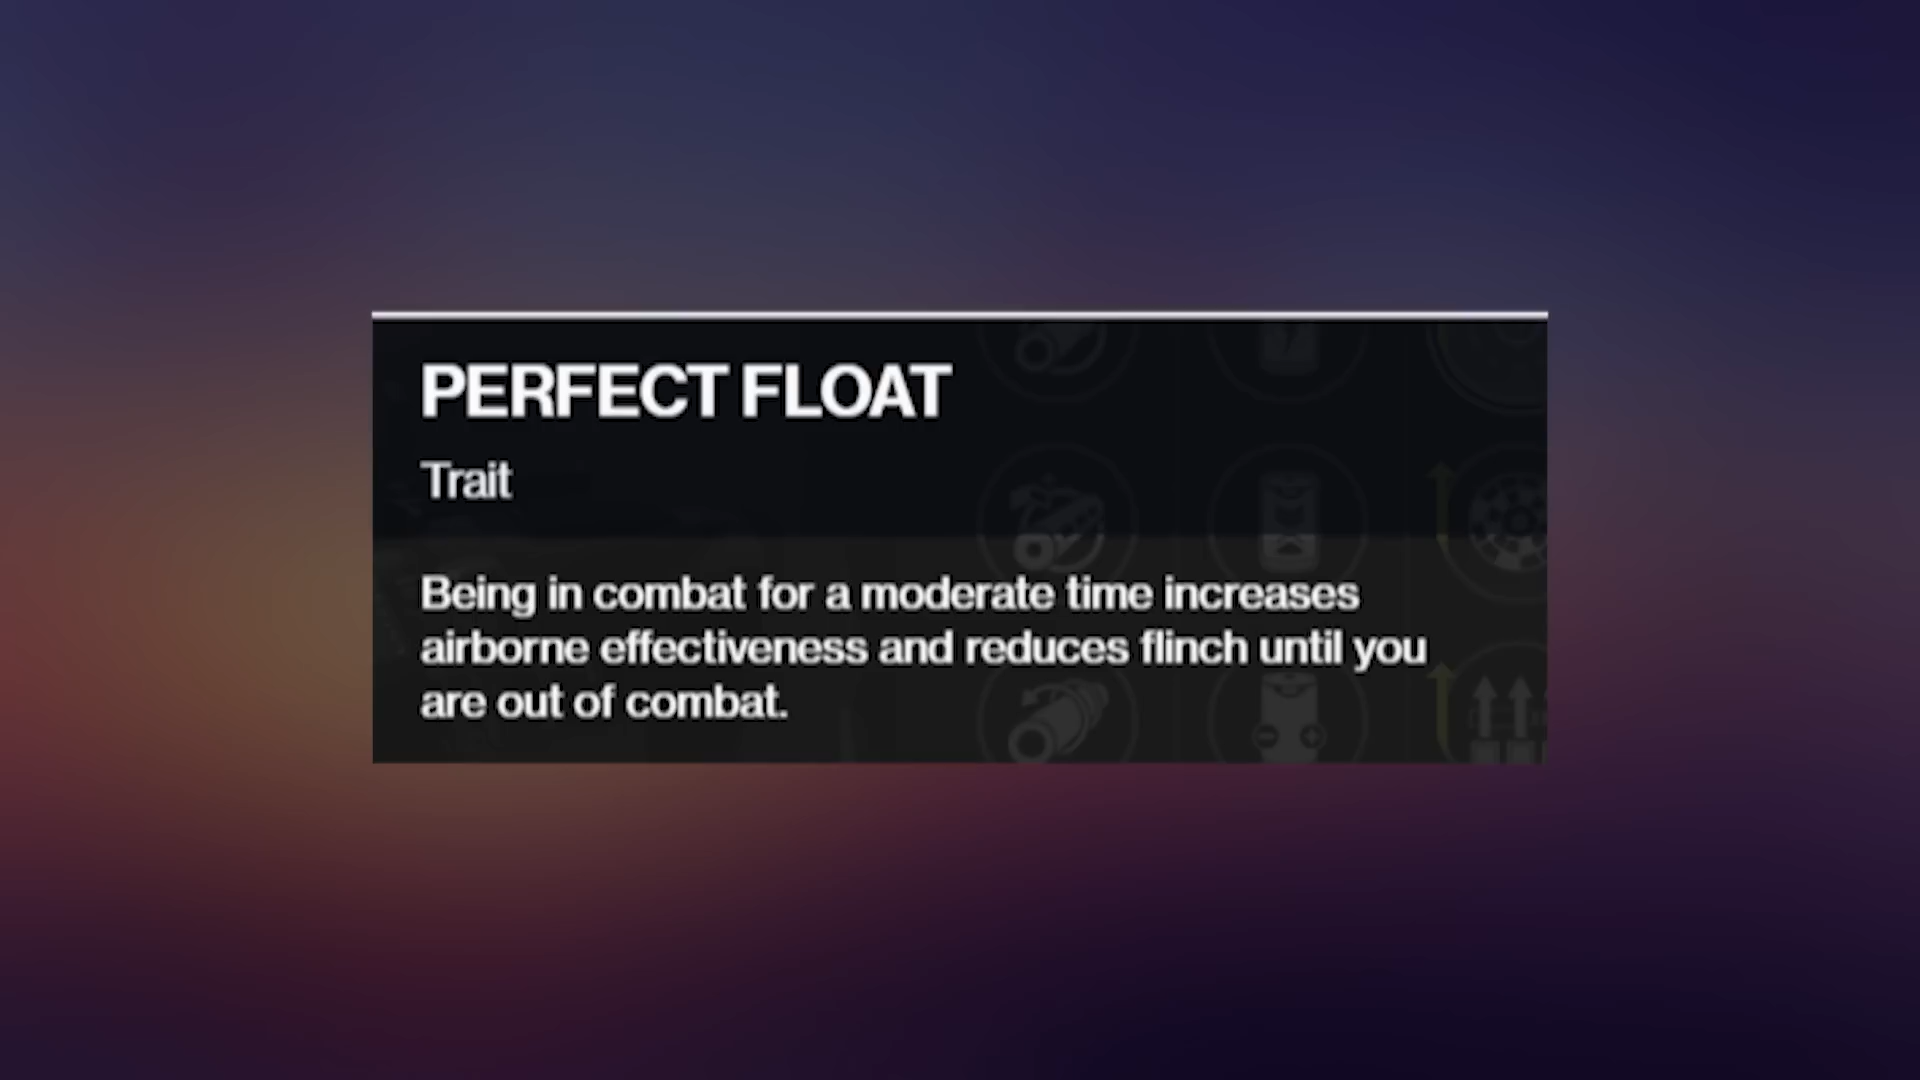 PERFECT FLOAT
Trait
Being in combat for a moderate time increases
airborne effectiveness and reduces flinch until you
are out of combat.